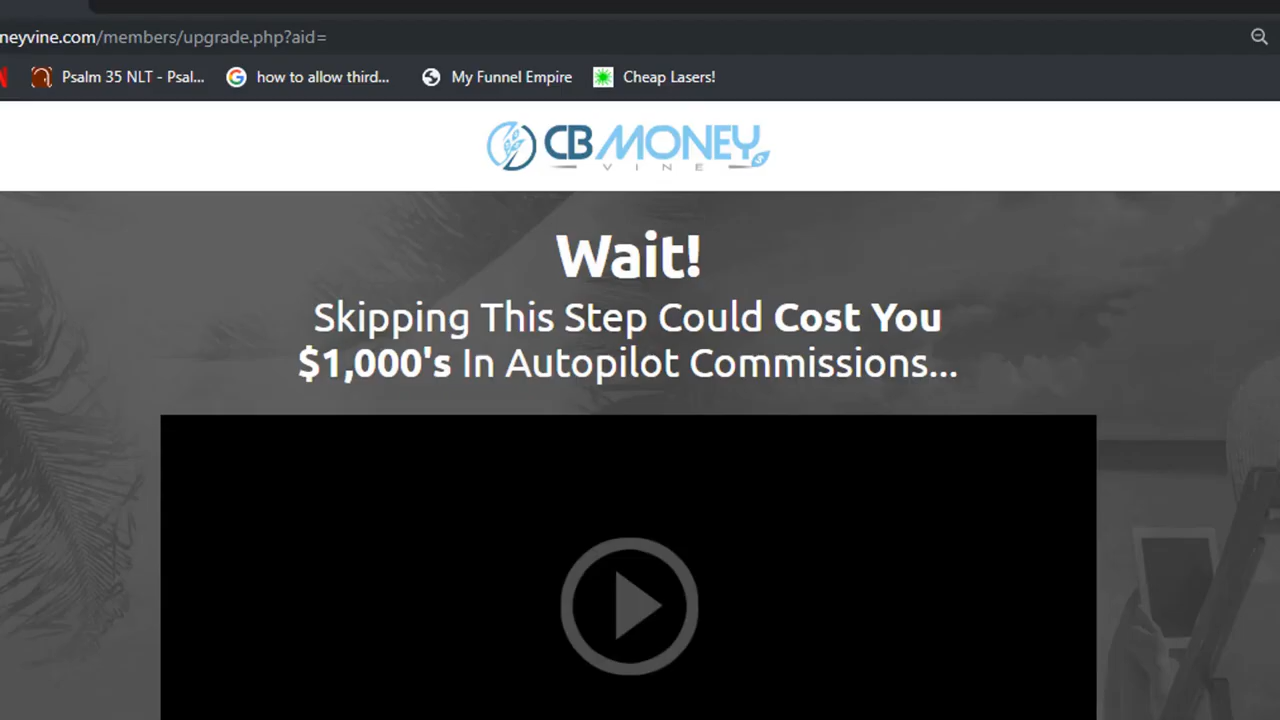 neyvine.com/members/upgrade.php?aid=
Psalm 35 NLT - Psal... how to allow third... My Funnel Empire Cheap Lasers!
CB MONEY
VINE
Wait!
Skipping This Step Could Cost You
$1,000's In Autopilot Commissions...